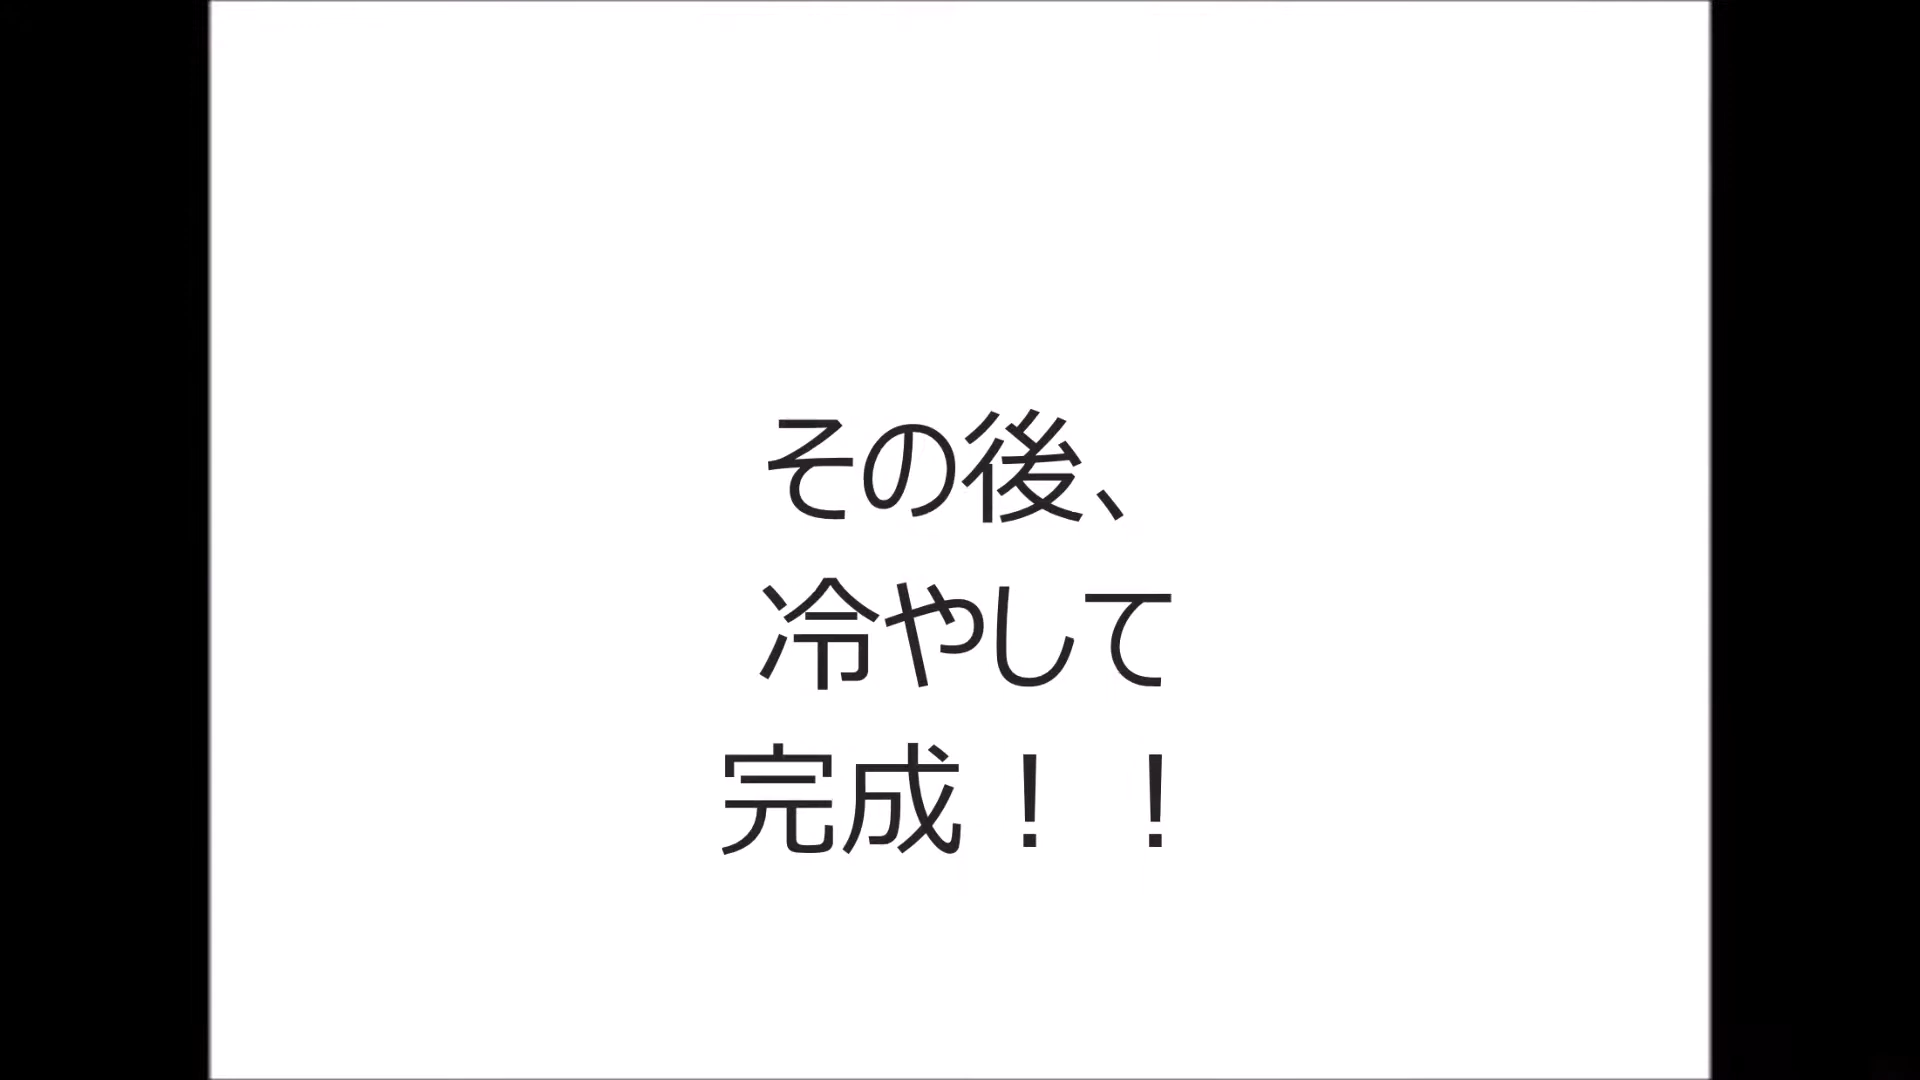 その後、
冷やして
完成！！